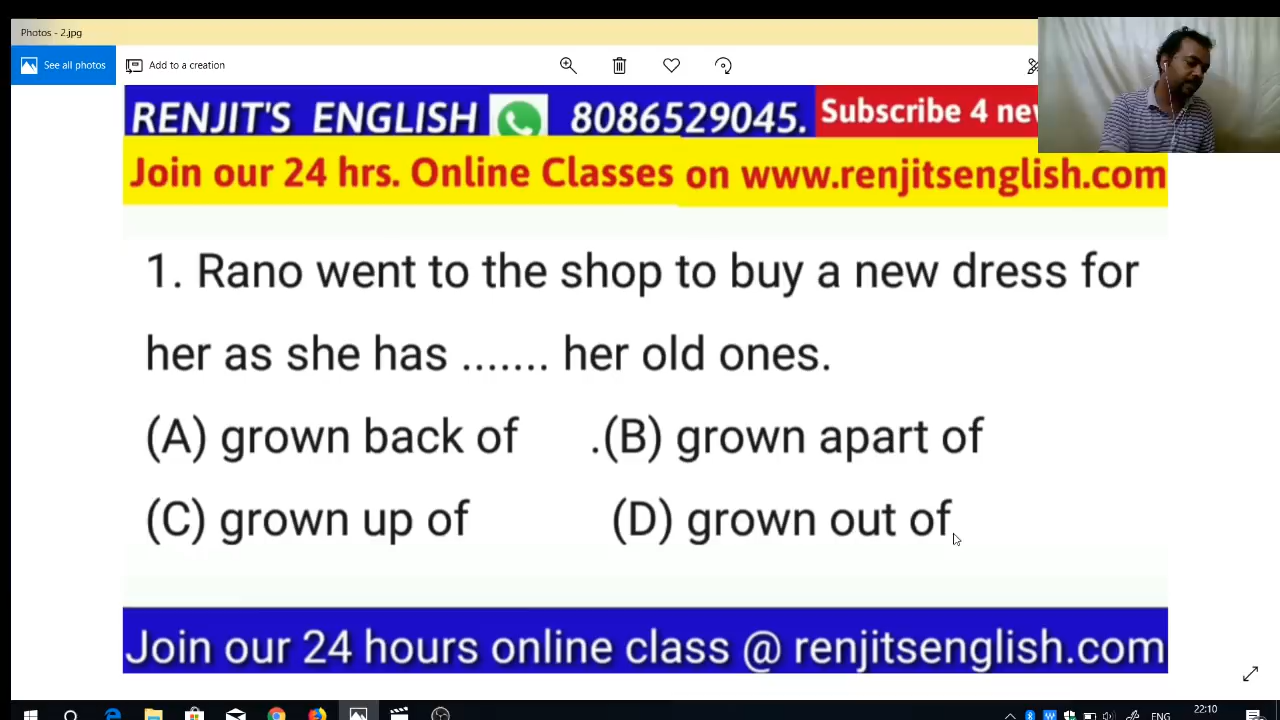 Photos - 2.jpg
See all photos
Add to a creation
RENJIT'S ENGLISH 8086529045. Subscribe 4 new
Join our 24 hrs. Online Classes on www.renjitsenglish.com
1. Rano went to the shop to buy a new dress for
her as she has ....... her old ones.
(A) grown back of .(B) grown apart of
(C) grown up of (D) grown out of
Join our 24 hours online class @ renjitsenglish.com
ENG 22:10